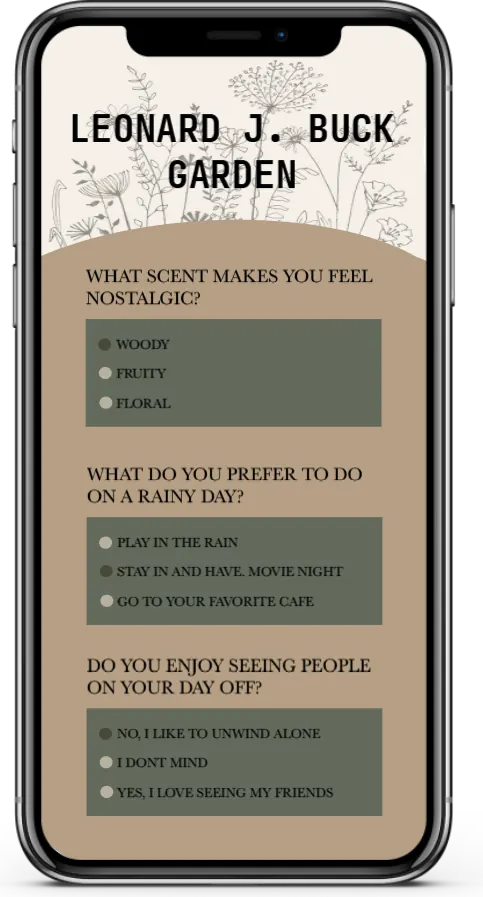 LEONARD J. BUCK
GARDEN
WHAT SCENT MAKES YOU FEEL
NOSTALGIC?
WOODY
FRUITY
FLORAL
WHAT DO YOU PREFER TO DO
ON A RAINY DAY?
PLAY IN THE RAIN
STAY IN AND HAVE. MOVIE NIGHT
GO TO YOUR FAVORITE CAFE
DO YOU ENJOY SEEING PEOPLE
ON YOUR DAY OFF?
NO, I LIKE TO UNWIND ALONE
I DONT MIND
YES, I LOVE SEEING MY FRIENDS